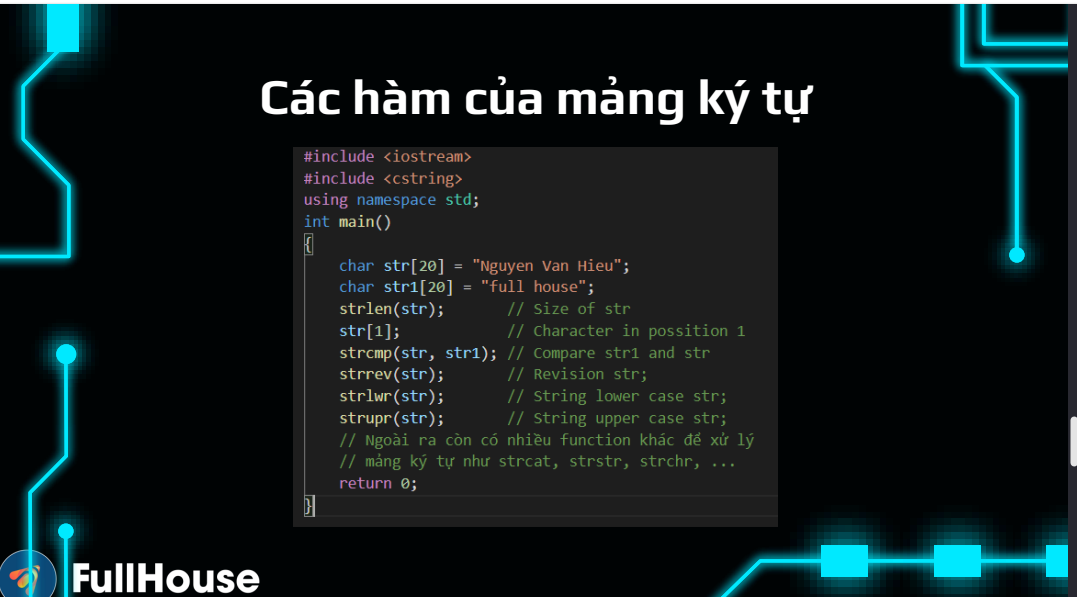 Các hàm của mảng ký tự
#include <iostream>
#include <cstring>
using namespace std;
int main()
{
    char str[20] = "Nguyen Van Hieu";
    char str1[20] = "full house";
    strlen(str);       // Size of str
    str[1];            // Character in possition 1
    strcmp(str, str1); // Compare str1 and str
    strrev(str);       // Revision str;
    strlwr(str);       // String lower case str;
    strupr(str);       // String upper case str;
    // Ngoài ra còn có nhiều function khác để xử lý
    // mảng ký tự như strcat, strstr, strchr, ...
    return 0;
}
FullHouse